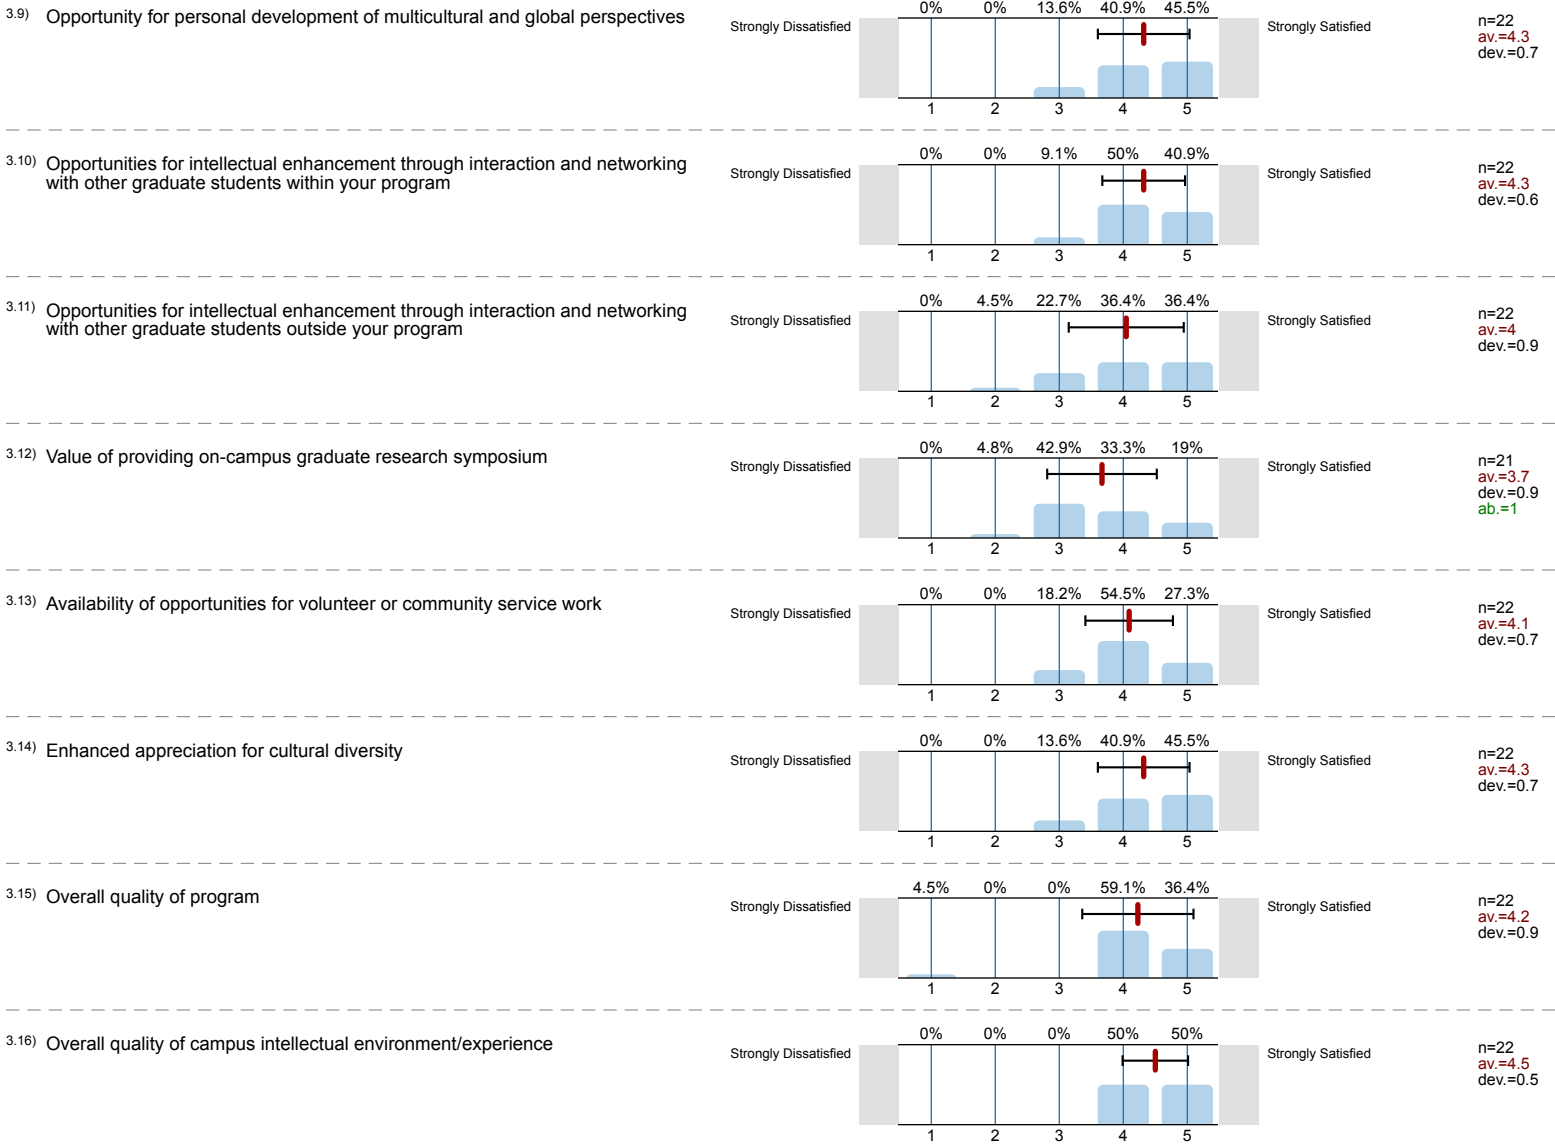 3.9) Opportunity for personal development of multicultural and global perspectives
0% 0% 13.6% 40.9% 45.5%
Strongly Dissatisfied Strongly Satisfied
n=22
av.=4.3
dev.=0.7
1 2 3 4 5
3.10) Opportunities for intellectual enhancement through interaction and networking
with other graduate students within your program
0% 0% 9.1% 50% 40.9%
Strongly Dissatisfied Strongly Satisfied
n=22
av.=4.3
dev.=0.6
1 2 3 4 5
3.11) Opportunities for intellectual enhancement through interaction and networking
with other graduate students outside your program
0% 4.5% 22.7% 36.4% 36.4%
Strongly Dissatisfied Strongly Satisfied
n=22
av.=4
dev.=0.9
1 2 3 4 5
3.12) Value of providing on-campus graduate research symposium
0% 4.8% 42.9% 33.3% 19%
Strongly Dissatisfied Strongly Satisfied
n=21
av.=3.7
dev.=0.9
ab.=1
1 2 3 4 5
3.13) Availability of opportunities for volunteer or community service work
0% 0% 18.2% 54.5% 27.3%
Strongly Dissatisfied Strongly Satisfied
n=22
av.=4.1
dev.=0.7
1 2 3 4 5
3.14) Enhanced appreciation for cultural diversity
0% 0% 13.6% 40.9% 45.5%
Strongly Dissatisfied Strongly Satisfied
n=22
av.=4.3
dev.=0.7
1 2 3 4 5
3.15) Overall quality of program
4.5% 0% 0% 59.1% 36.4%
Strongly Dissatisfied Strongly Satisfied
n=22
av.=4.2
dev.=0.9
1 2 3 4 5
3.16) Overall quality of campus intellectual environment/experience
0% 0% 0% 50% 50%
Strongly Dissatisfied Strongly Satisfied
n=22
av.=4.5
dev.=0.5
1 2 3 4 5